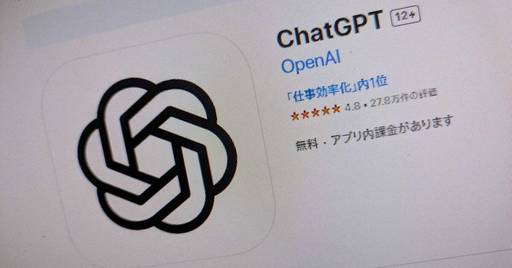 ChatGPT 12+
OpenAI
「仕事効率化」内1位
★★★★★ 4.8・27.8万件の評価
無料・アプリ内課金があります